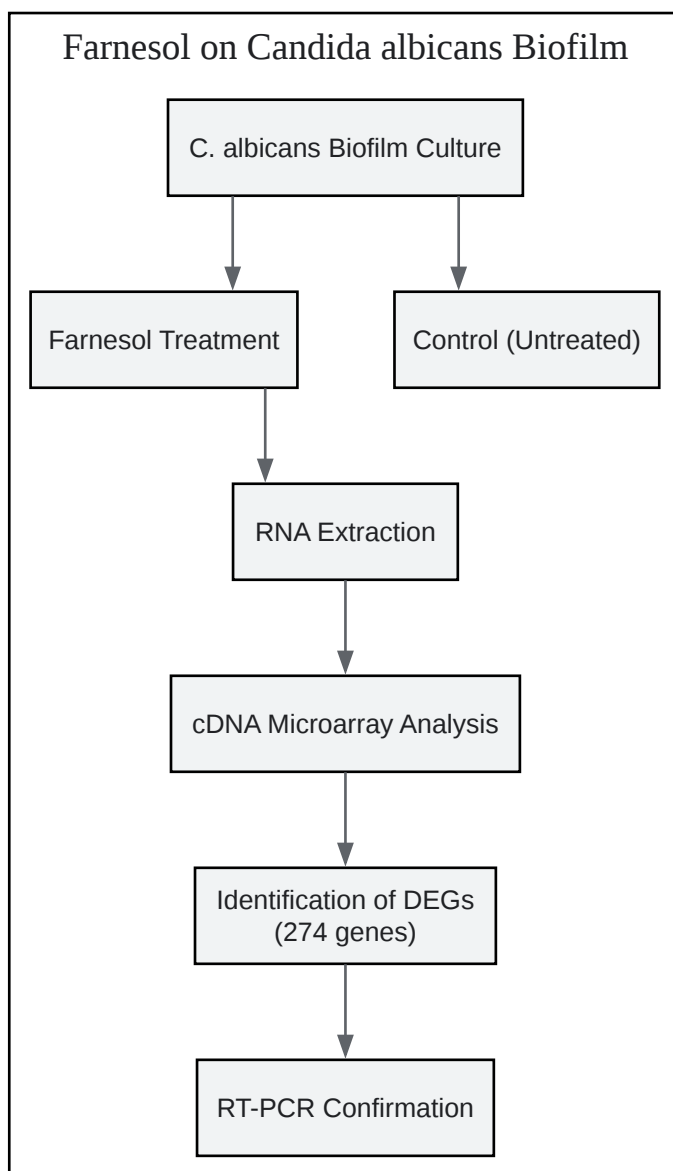 Farnesol on Candida albicans Biofilm
C. albicans Biofilm Culture
Farnesol Treatment
Control (Untreated)
RNA Extraction
cDNA Microarray Analysis
Identification of DEGs
(274 genes)
RT-PCR Confirmation